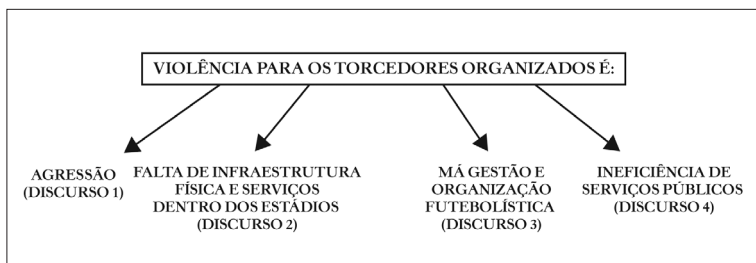 VIOLÊNCIA PARA OS TORCEDORES ORGANIZADOS É:
AGRESSÃO
(DISCURSO 1)
FALTA DE INFRAESTRUTURA
FÍSICA E SERVIÇOS
DENTRO DOS ESTÁDIOS
(DISCURSO 2)
MÁ GESTÃO E
ORGANIZAÇÃO
FUTEBOLÍSTICA
(DISCURSO 3)
INEFICIÊNCIA DE
SERVIÇOS PÚBLICOS
(DISCURSO 4)